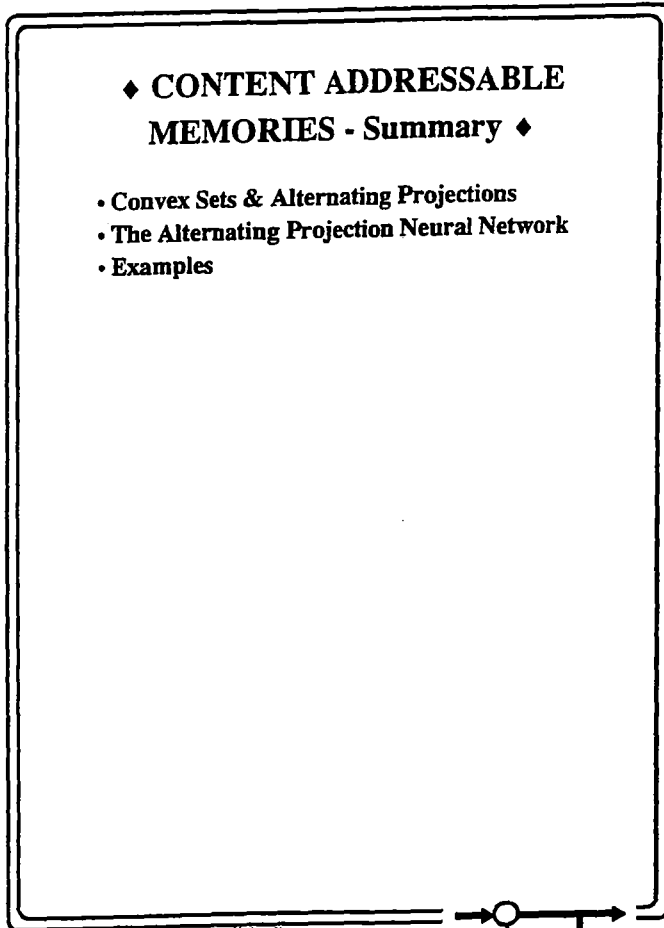 ♦ CONTENT ADDRESSABLE
MEMORIES - Summary ♦
• Convex Sets & Alternating Projections
• The Alternating Projection Neural Network
• Examples